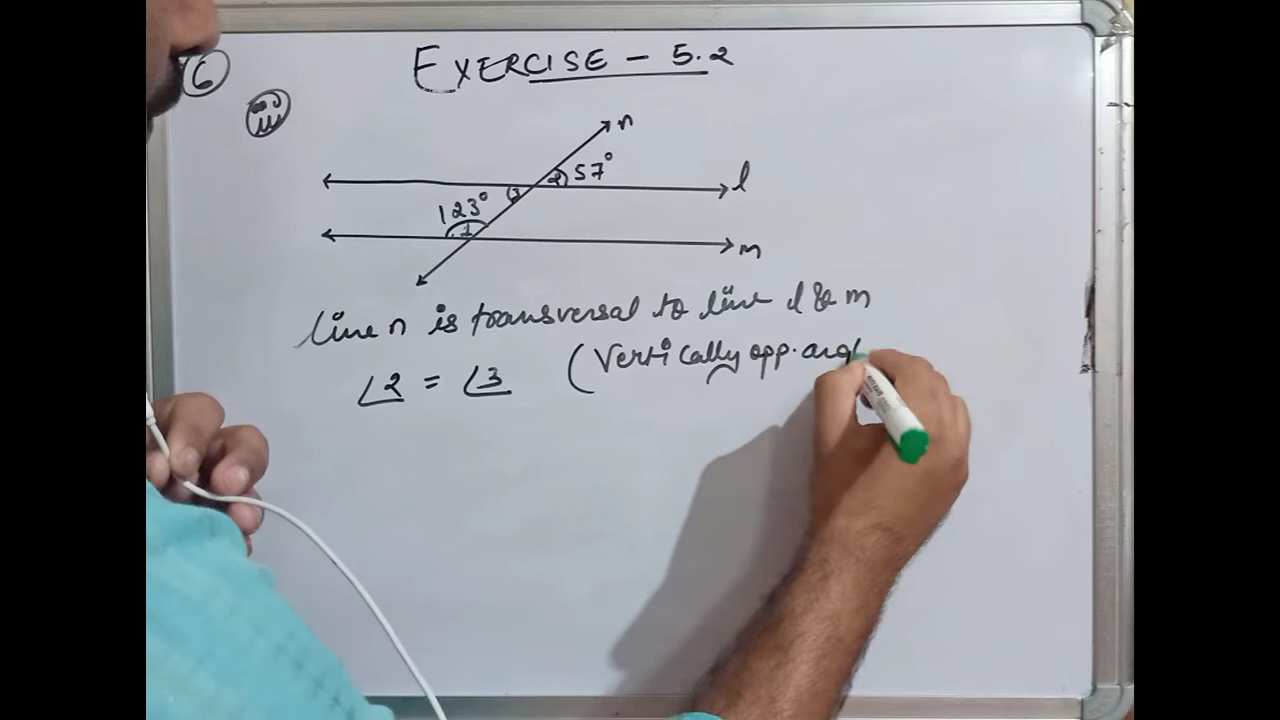 6
EXERCISE - 5.2
iii
n
2 57°
l
3
123°
1
m
line n is transversal to line l & m
∠2 = ∠3 (Vertically opp. angl